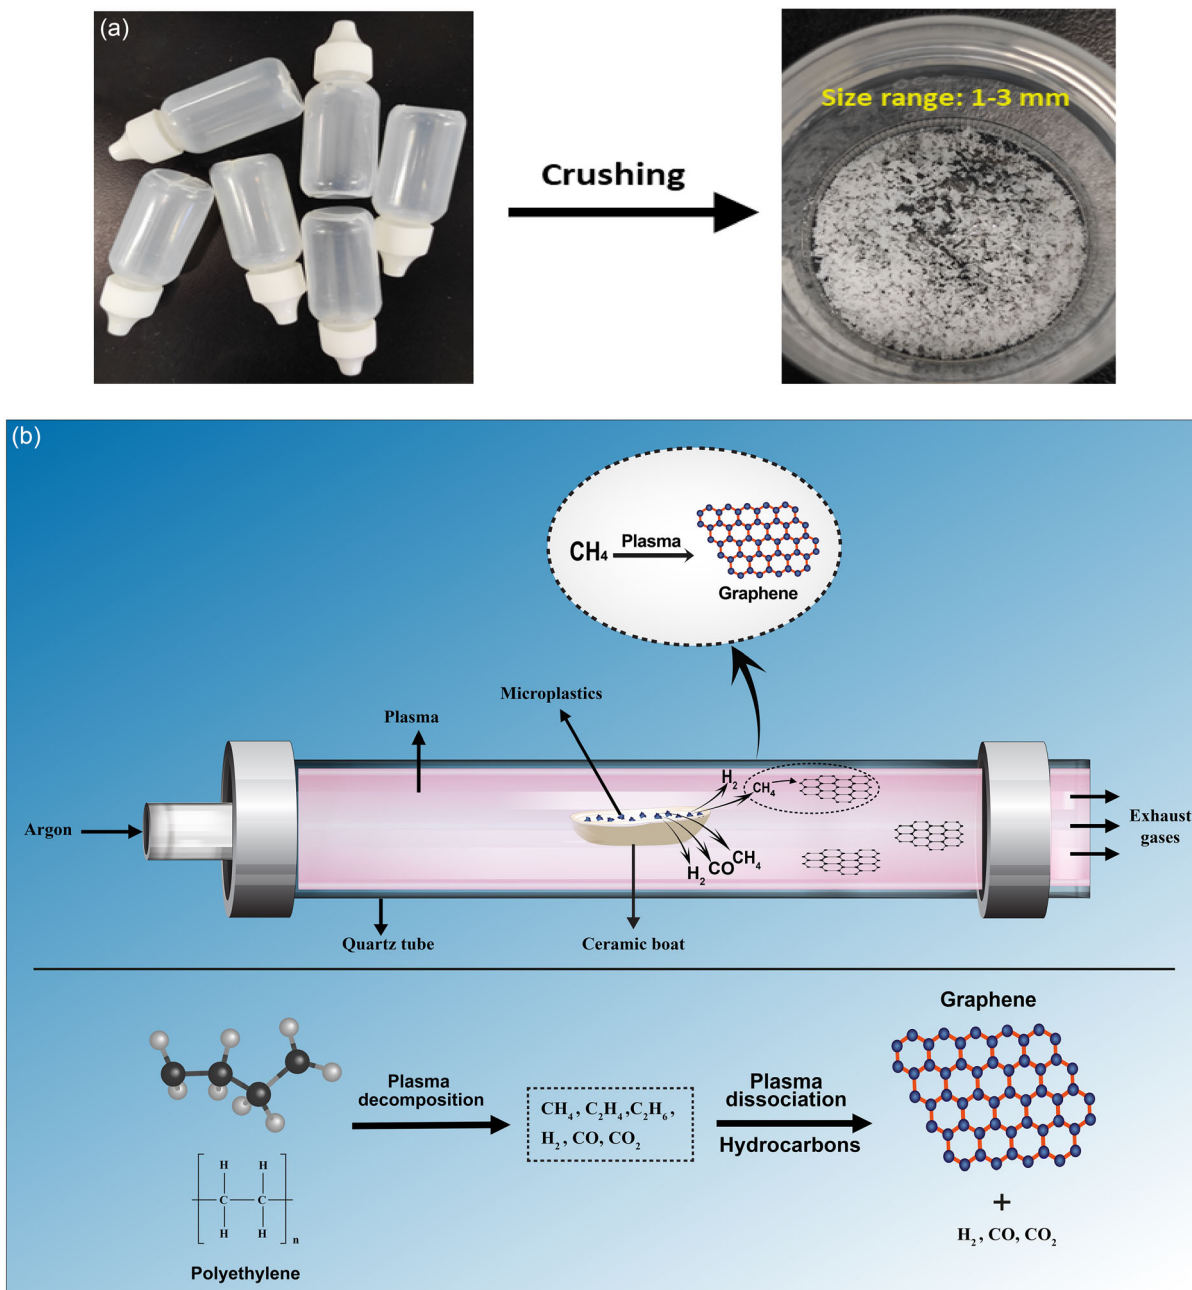 (a)
Crushing
Size range: 1-3 mm
(b)
CH₄
Plasma
Graphene
Microplastics
Plasma
H₂
CH₄
Argon
Exhaust
gases
H₂
CO
CH₄
Quartz tube
Ceramic boat
Graphene
Plasma
decomposition
CH₄, C₂H₄, C₂H₆,
H₂, CO, CO₂
Plasma
dissociation
Hydrocarbons
H H
C C
H H
n
Polyethylene
+
H₂, CO, CO₂